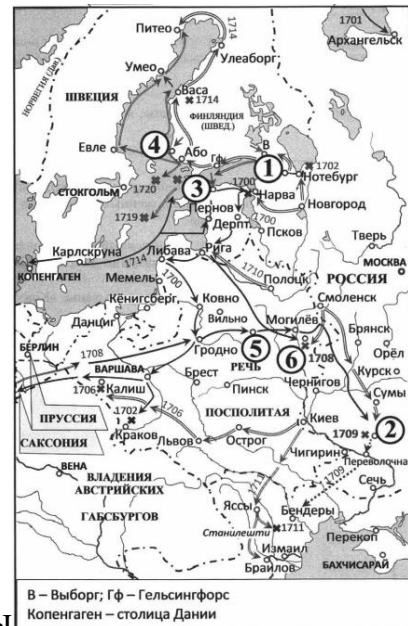 1701
Питео
1714
Улеаборг
Архангельск
НОРВЕГИЯ (Дан.)
Умео
ШВЕЦИЯ
Васа
1714
ФИНЛЯНДИЯ
(ШВЕД.)
4
Евле
Або
Гф
В
1
1702
Нотебург
СТОКГОЛЬМ
1720
3
1700
Нарва
1719
Пернов
Дерпт
1700
Новгород
Псков
Тверь
Карлскруна
1714
Либава
Рига
1710
Полоцк
МОСКВА
РОССИЯ
КОПЕНГАГЕН
Мемель
1700
Смоленск
Кёнигсберг
Ковно
Вильно
Могилёв
Данциг
Брянск
БЕРЛИН
1708
Гродно
5
6
1708
Орёл
РЕЧЬ
Курск
ВАРШАВА
Брест
Чернигов
1706
Калиш
Пинск
Сумы
ПРУССИЯ
1702
1706
ПОСПОЛИТАЯ
САКСОНИЯ
Киев
1709
2
Краков
Львов
Острог
Чигирин
Переволочна
ВЕНА
ВЛАДЕНИЯ
АВСТРИЙСКИХ
ГАБСБУРГОВ
1711
1709
Сечь
Яссы
Бендеры
Станилешти
1711
Перекоп
Измаил
Браилов
БАХЧИСАРАЙ
В – Выборг; Гф – Гельсингфорс
Копенгаген – столица Дании